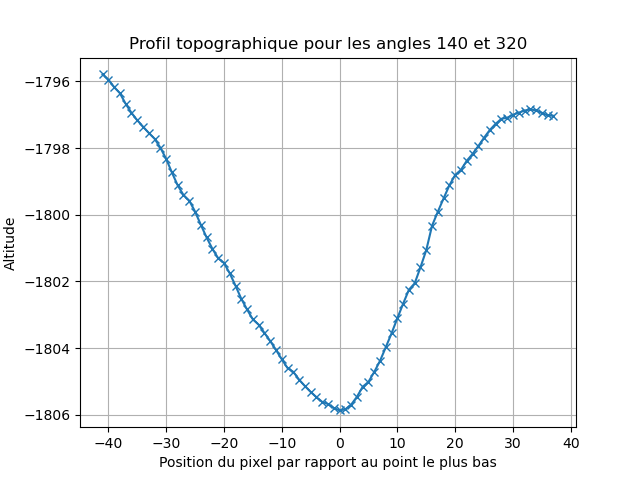 Profil topographique pour les angles 140 et 320
−1796
−1798
−1800
−1802
−1804
−1806
Altitude
−40 −30 −20 −10 0 10 20 30 40
Position du pixel par rapport au point le plus bas